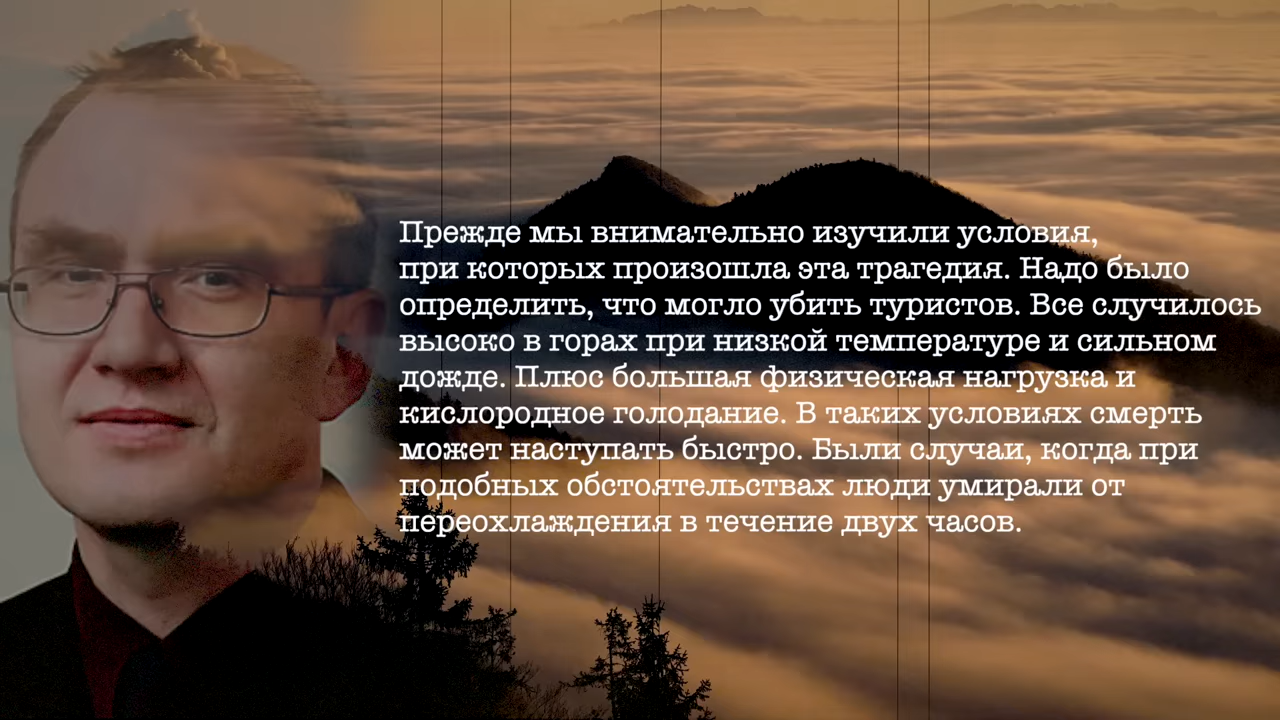 Прежде мы внимательно изучили условия,
при которых произошла эта трагедия. Надо было
определить, что могло убить туристов. Все случилось
высоко в горах при низкой температуре и сильном
дожде. Плюс большая физическая нагрузка и
кислородное голодание. В таких условиях смерть
может наступать быстро. Были случаи, когда при
подобных обстоятельствах люди умирали от
переохлаждения в течение двух часов.